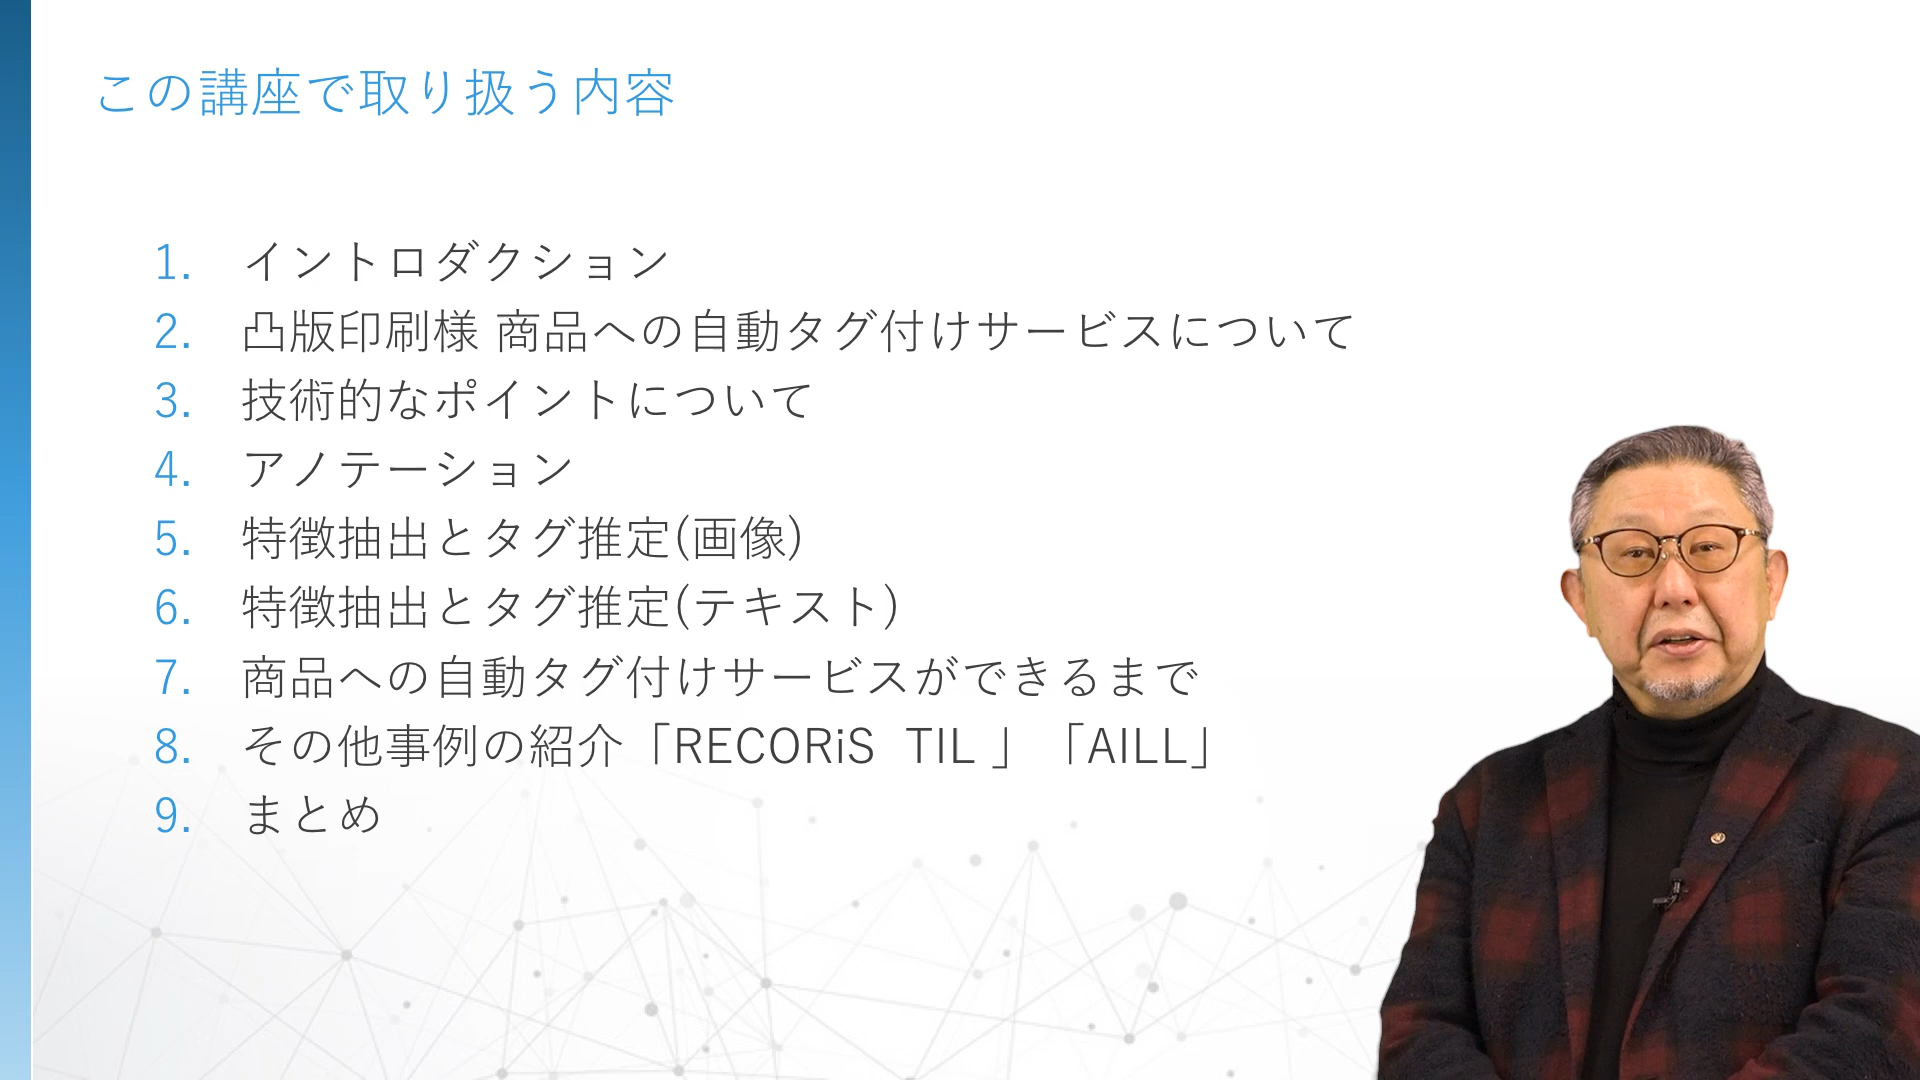 この講座で取り扱う内容
1. イントロダクション
2. 凸版印刷様 商品への自動タグ付けサービスについて
3. 技術的なポイントについて
4. アノテーション
5. 特徴抽出とタグ推定(画像)
6. 特徴抽出とタグ推定(テキスト)
7. 商品への自動タグ付けサービスができるまで
8. その他事例の紹介「RECORiS TIL 」「AILL」
9. まとめ